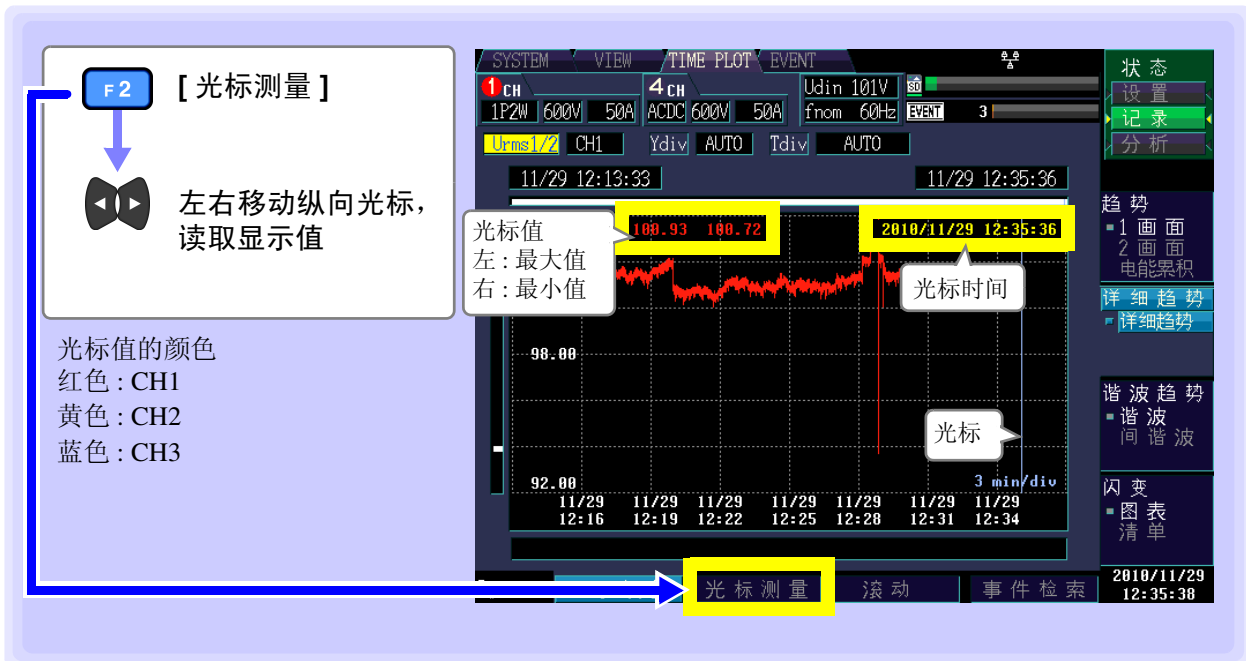 F 2
[ 光标测量 ]
左右移动纵向光标，
读取显示值
光标值的颜色
红色 : CH1
黄色 : CH2
蓝色 : CH3
SYSTEM VIEW TIME PLOT EVENT
1 CH 4 CH Udin 101V SD
1P2W 600V 50A ACDC 600V 50A fnom 60Hz EVENT 3
Urms1/2 CH1 Ydiv AUTO Tdiv AUTO
11/29 12:13:33 11/29 12:35:36
100.93 100.72 2010/11/29 12:35:36
光标值
左 : 最大值
右 : 最小值
光标时间
98.00
光标
92.00 3 min/div
11/29 11/29 11/29 11/29 11/29 11/29 11/29
12:16 12:19 12:22 12:25 12:28 12:31 12:34
光标测量 滚动 事件检索
状态
设置
记录
分析
趋势
1画面
2画面
电能累积
详细趋势
详细趋势
谐波趋势
谐波
间谐波
闪变
图表
清单
2010/11/29
12:35:38